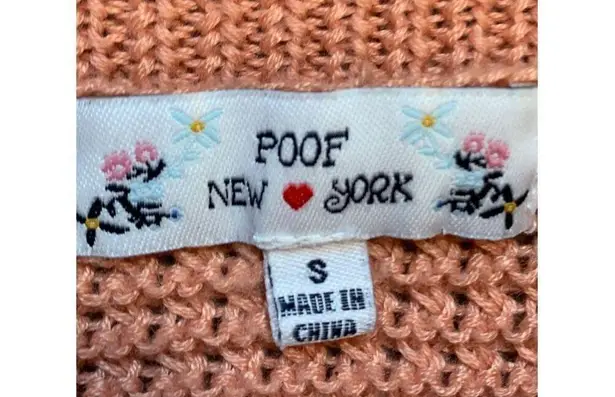 POOF
NEW YORK
S
MADE IN
CHINA